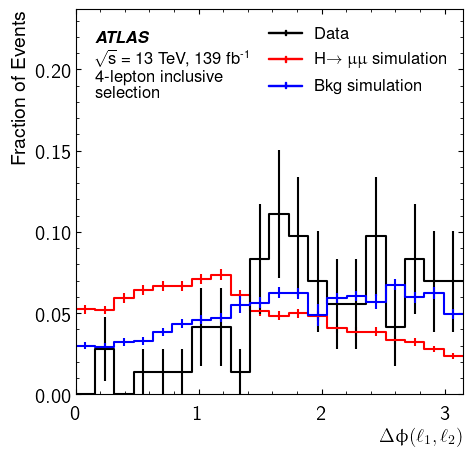 ATLAS
√s = 13 TeV, 139 fb⁻¹
4-lepton inclusive
selection
Data
H→ μμ simulation
Bkg simulation
Fraction of Events
0.20
0.15
0.10
0.05
0.00
0 1 2 3
Δϕ(ℓ₁, ℓ₂)